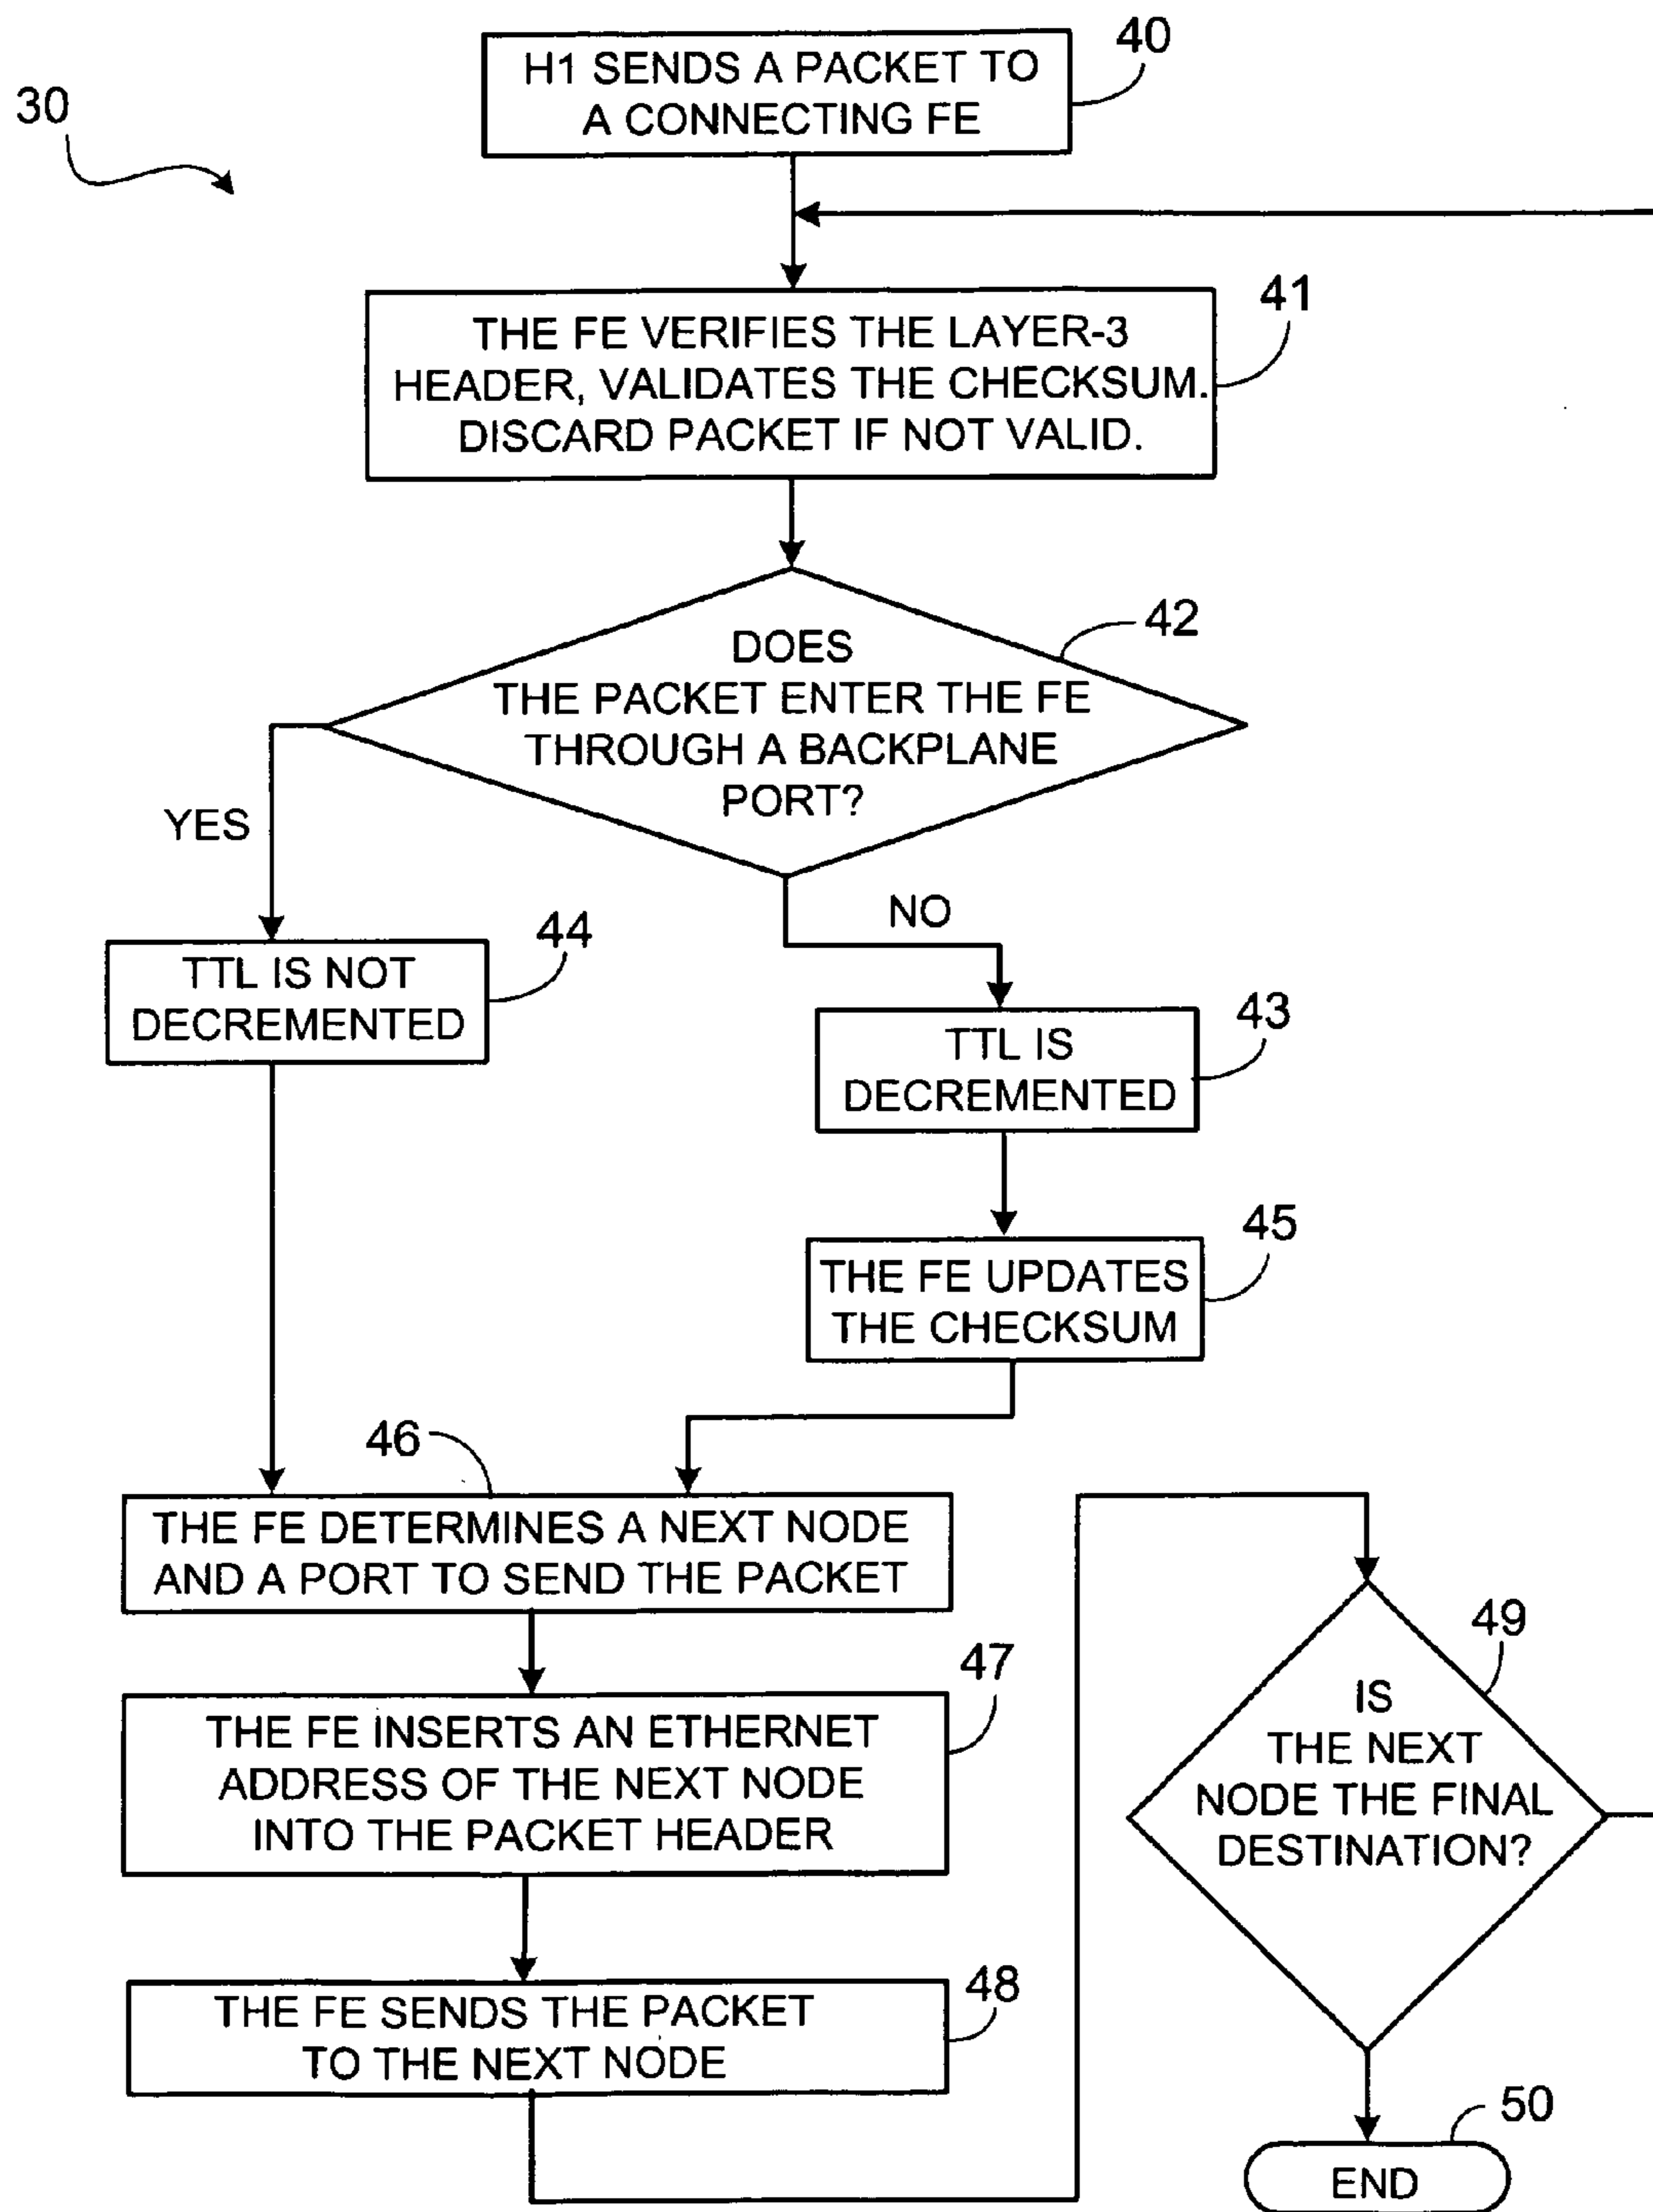 30
40
H1 SENDS A PACKET TO
A CONNECTING FE
41
THE FE VERIFIES THE LAYER-3
HEADER, VALIDATES THE CHECKSUM.
DISCARD PACKET IF NOT VALID.
42
DOES
THE PACKET ENTER THE FE
THROUGH A BACKPLANE
PORT?
YES
NO
44
TTL IS NOT
DECREMENTED
43
TTL IS
DECREMENTED
45
THE FE UPDATES
THE CHECKSUM
46
THE FE DETERMINES A NEXT NODE
AND A PORT TO SEND THE PACKET
47
THE FE INSERTS AN ETHERNET
ADDRESS OF THE NEXT NODE
INTO THE PACKET HEADER
48
THE FE SENDS THE PACKET
TO THE NEXT NODE
49
IS
THE NEXT
NODE THE FINAL
DESTINATION?
50
END